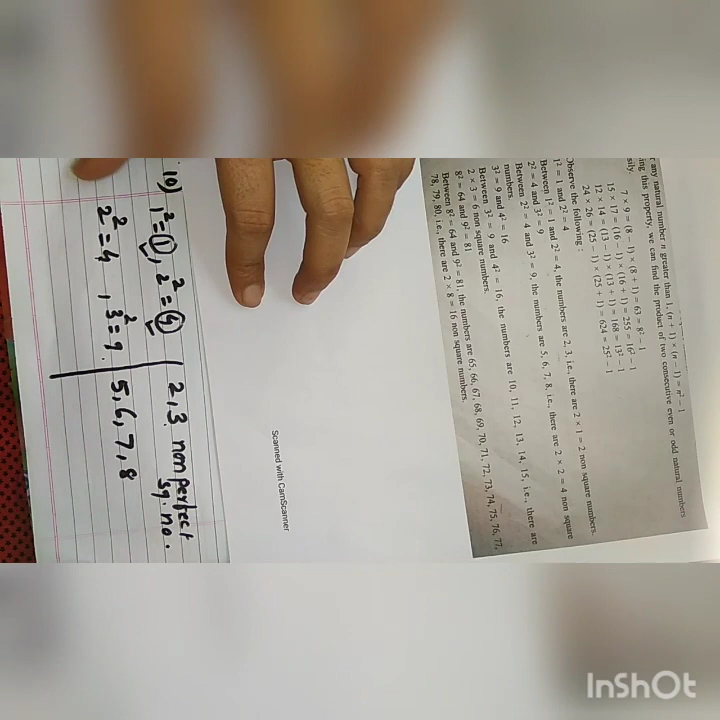 r any natural number n greater than 1, (n + 1) × (n − 1) = n² − 1
ing this property, we can find the product of two consecutive even or odd natural numbers
sily.
7 × 9 = (8 − 1) × (8 + 1) = 63 = 8² − 1
15 × 17 = (16 − 1) × (16 + 1) = 255 = 16² − 1
12 × 14 = (13 − 1) × (13 + 1) = 168 = 13² − 1
24 × 26 = (25 − 1) × (25 + 1) = 624 = 25² − 1
Observe the following :
1² = 1 and 2² = 4
Between 1² = 1 and 2² = 4, the numbers are 2, 3, i.e., there are 2 × 1 = 2 non square numbers.
2² = 4 and 3² = 9
Between 2² = 4 and 3² = 9, the numbers are 5, 6, 7, 8, i.e., there are 2 × 2 = 4 non square
numbers.
3² = 9 and 4² = 16
Between 3² = 9 and 4² = 16, the numbers are 10, 11, 12, 13, 14, 15, i.e., there are
2 × 3 = 6 non square numbers.
8² = 64 and 9² = 81
Between 8² = 64 and 9² = 81, the numbers are 65, 66, 67, 68, 69, 70, 71, 72, 73, 74, 75, 76, 77,
78, 79, 80, i.e., there are 2 × 8 = 16 non square numbers.
Scanned with CamScanner
10) 1² = 1, 2² = 4 2, 3 non perfect
sq. no.
2² = 4 , 3² = 9. 5, 6, 7, 8
InShOt